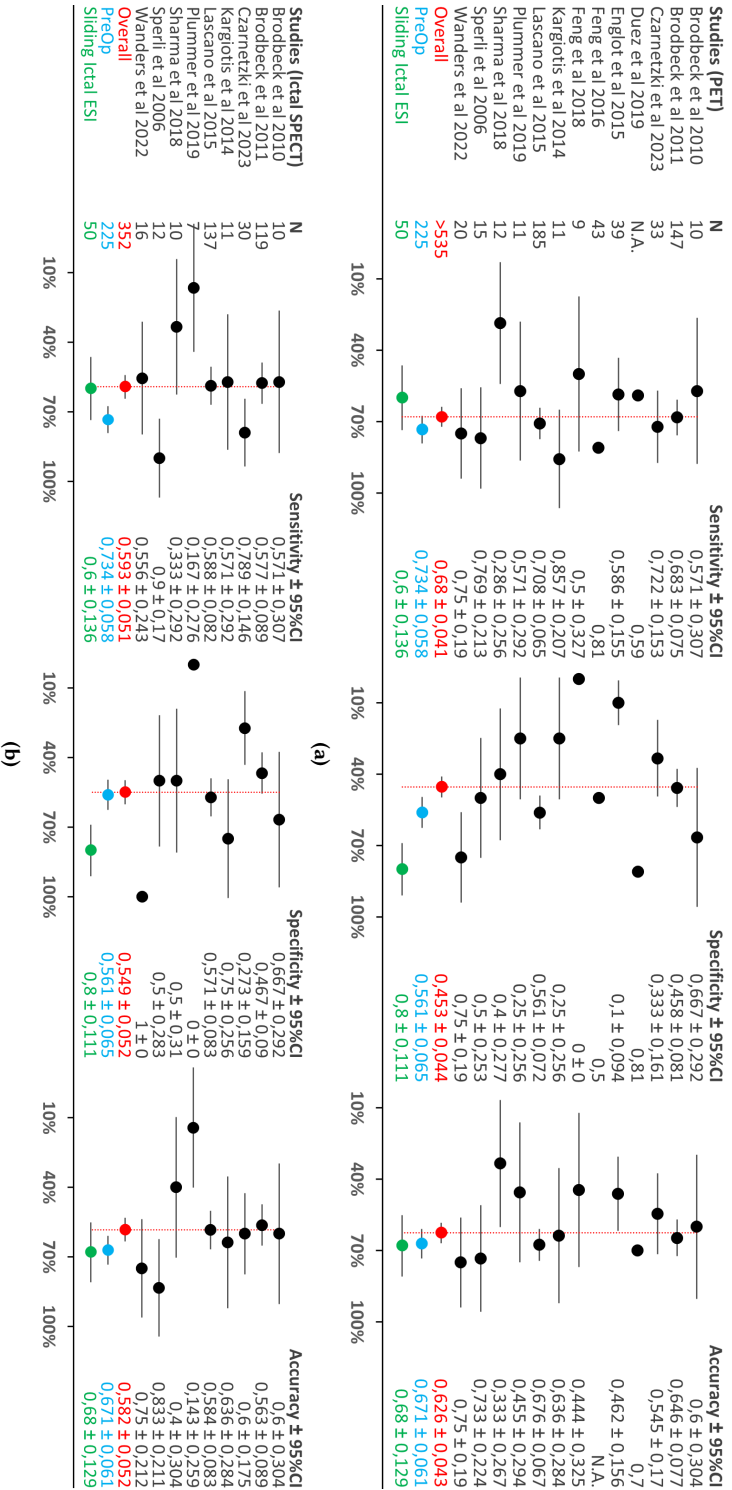 Studies (PET) N Sensitivity ± 95%CI Specificity ± 95%CI Accuracy ± 95%CI
Brodbeck et al 2010 10 0,571 ± 0,307 0,667 ± 0,292 0,6 ± 0,304
Brodbeck et al 2011 147 0,683 ± 0,075 0,458 ± 0,081 0,646 ± 0,077
Czarnetzki et al 2023 33 0,722 ± 0,153 0,333 ± 0,161 0,545 ± 0,17
Duez et al 2019 N.A. 0,59 0,81 0,7
Englot et al 2015 39 0,586 ± 0,155 0,1 ± 0,094 0,462 ± 0,156
Feng et al 2016 43 0,81 0,5 N.A.
Feng et al 2018 9 0,5 ± 0,327 0 ± 0 0,444 ± 0,325
Kargiotis et al 2014 11 0,857 ± 0,207 0,25 ± 0,256 0,636 ± 0,284
Lascano et al 2015 185 0,708 ± 0,065 0,561 ± 0,072 0,676 ± 0,067
Plummer et al 2019 11 0,571 ± 0,292 0,25 ± 0,256 0,455 ± 0,294
Sharma et al 2018 12 0,286 ± 0,256 0,4 ± 0,277 0,333 ± 0,267
Sperli et al 2006 15 0,769 ± 0,213 0,5 ± 0,253 0,733 ± 0,224
Wanders et al 2022 20 0,75 ± 0,19 0,75 ± 0,19 0,75 ± 0,19
Overall >535 0,68 ± 0,041 0,453 ± 0,044 0,626 ± 0,043
PreOp 225 0,734 ± 0,058 0,561 ± 0,065 0,671 ± 0,061
Sliding Ictal ESI 50 0,6 ± 0,136 0,8 ± 0,111 0,68 ± 0,129
10% 40% 70% 100% 10% 40% 70% 100% 10% 40% 70% 100%
(a)
Studies (Ictal SPECT) N Sensitivity ± 95%CI Specificity ± 95%CI Accuracy ± 95%CI
Brodbeck et al 2010 10 0,571 ± 0,307 0,667 ± 0,292 0,6 ± 0,304
Brodbeck et al 2011 119 0,577 ± 0,089 0,467 ± 0,09 0,563 ± 0,089
Czarnetzki et al 2023 30 0,789 ± 0,146 0,273 ± 0,159 0,6 ± 0,175
Kargiotis et al 2014 11 0,571 ± 0,292 0,75 ± 0,256 0,636 ± 0,284
Lascano et al 2015 137 0,588 ± 0,082 0,571 ± 0,083 0,584 ± 0,083
Plummer et al 2019 7 0,167 ± 0,276 0 ± 0 0,143 ± 0,259
Sharma et al 2018 10 0,333 ± 0,292 0,5 ± 0,31 0,4 ± 0,304
Sperli et al 2006 12 0,9 ± 0,17 0,5 ± 0,283 0,833 ± 0,211
Wanders et al 2022 16 0,556 ± 0,243 1 ± 0 0,75 ± 0,212
Overall 352 0,593 ± 0,051 0,549 ± 0,052 0,582 ± 0,052
PreOp 225 0,734 ± 0,058 0,561 ± 0,065 0,671 ± 0,061
Sliding Ictal ESI 50 0,6 ± 0,136 0,8 ± 0,111 0,68 ± 0,129
10% 40% 70% 100% 10% 40% 70% 100% 10% 40% 70% 100%
(b)